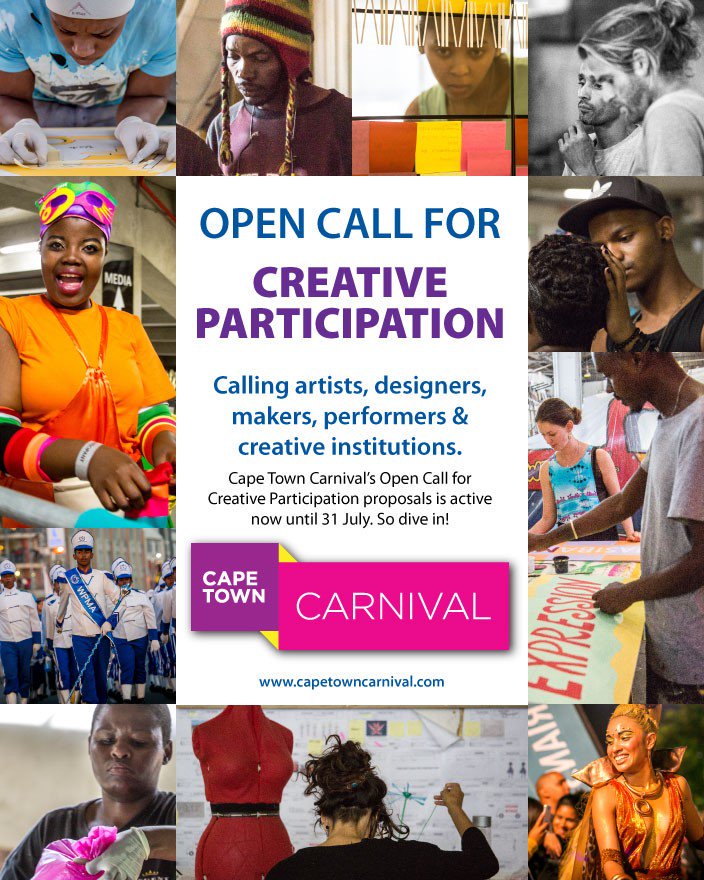 OPEN CALL FOR
CREATIVE
PARTICIPATION
Calling artists, designers,
makers, performers &
creative institutions.
Cape Town Carnival's Open Call for
Creative Participation proposals is active
now until 31 July. So dive in!
CAPE
TOWN
CARNIVAL
www.capetowncarnival.com
MEDIA
WPMA
EXPRESSION